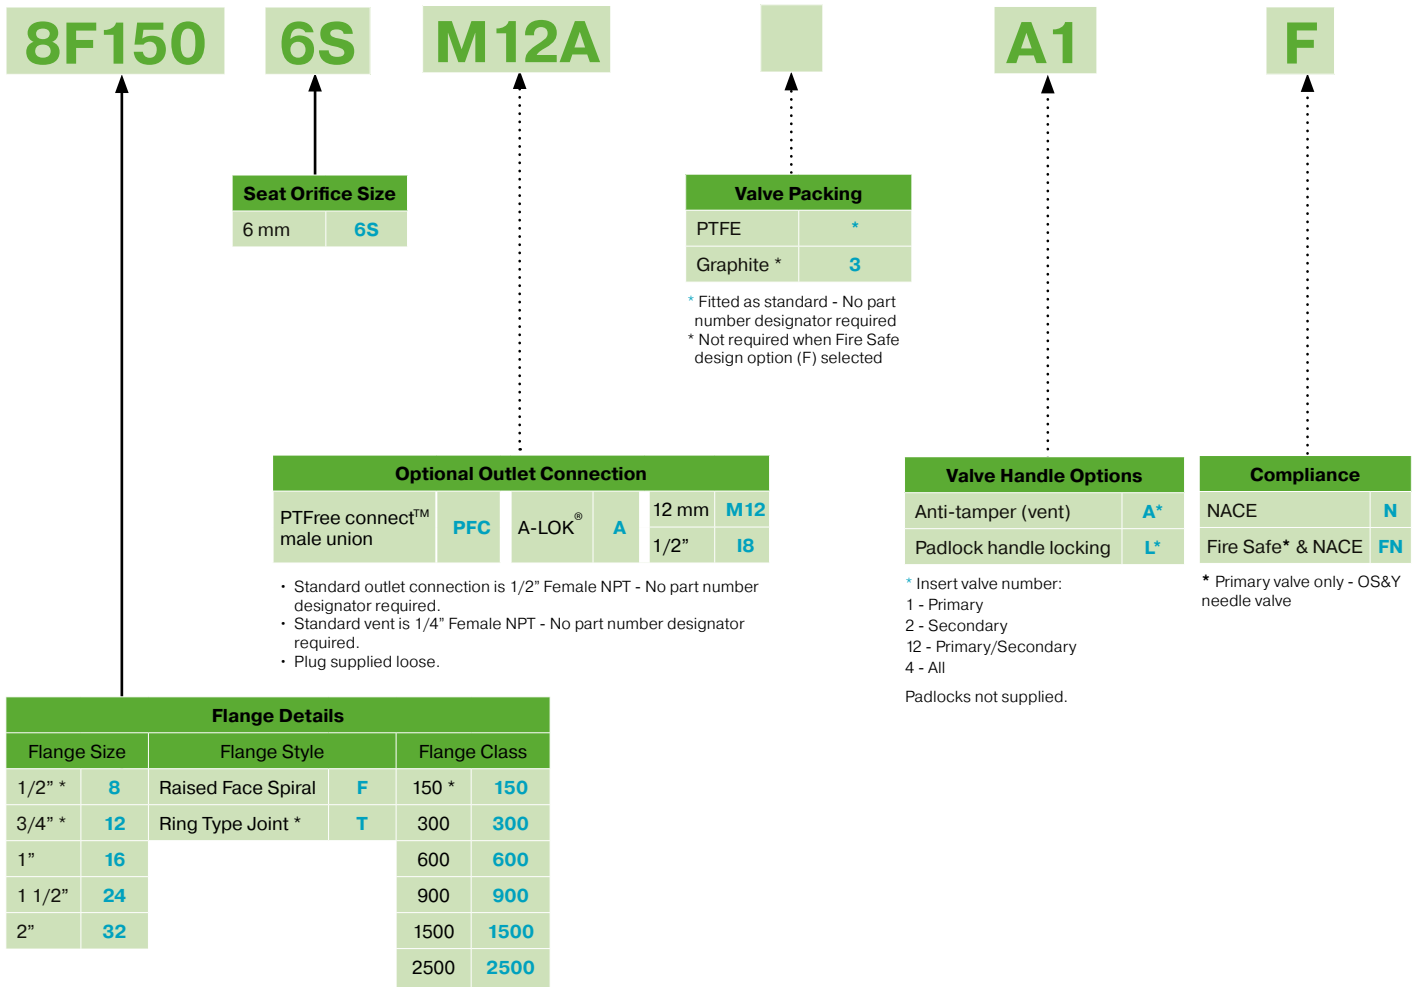 8F150 6S M12A A1 F
Seat Orifice Size
6 mm 6S
Valve Packing
PTFE *
Graphite * 3
* Fitted as standard - No part
number designator required
* Not required when Fire Safe
design option (F) selected
Optional Outlet Connection
PTFree connect™
male union
PFC
A-LOK®
A
12 mm M12
1/2” I8
• Standard outlet connection is 1/2” Female NPT - No part number
designator required.
• Standard vent is 1/4” Female NPT - No part number designator
required.
• Plug supplied loose.
Valve Handle Options
Anti-tamper (vent) A*
Padlock handle locking L*
* Insert valve number:
1 - Primary
2 - Secondary
12 - Primary/Secondary
4 - All
Padlocks not supplied.
Compliance
NACE N
Fire Safe* & NACE FN
* Primary valve only - OS&Y
needle valve
Flange Details
Flange Size Flange Style Flange Class
1/2” * 8 Raised Face Spiral F 150 * 150
3/4” * 12 Ring Type Joint * T 300 300
1” 16 600 600
1 1/2” 24 900 900
2” 32 1500 1500
2500 2500